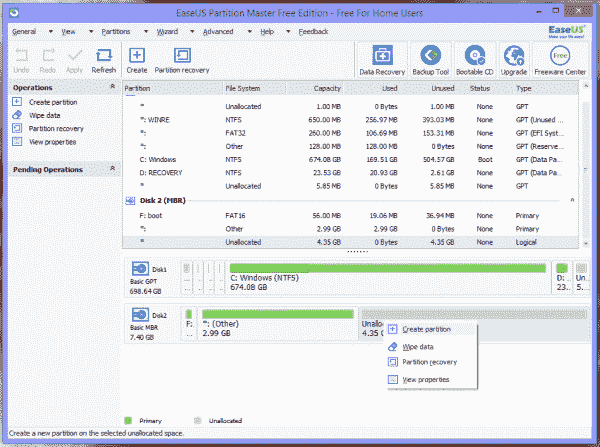 EaseUS Partition Master Free Edition - Free For Home Users
General View Partitions Wizard Advanced Help Feedback
EaseUS
Make your life easy!
Undo Redo Apply Refresh Create Partition recovery Data Recovery Backup Tool Bootable CD Upgrade Free Freeware Center
Operations
Create partition
Wipe data
Partition recovery
View properties
Pending Operations
Partition File System Capacity Used Unused Status Type
* Unallocated 1.00 MB 0 Bytes 1.00 MB None GPT
*: WINRE NTFS 650.00 MB 256.97 MB 393.03 MB None GPT (Unused ...
*: FAT32 260.00 MB 106.69 MB 153.31 MB None GPT (EFI Syst...
*: Other 128.00 MB 128.00 MB 0 Bytes None GPT (Reserve...
C: Windows NTFS 674.08 GB 169.51 GB 504.57 GB Boot GPT (Data Pa...
D: RECOVERY NTFS 23.53 GB 20.93 GB 2.61 GB None GPT (Data Pa...
* Unallocated 5.85 MB 0 Bytes 5.85 MB None GPT
Disk 2 (MBR)
F: boot FAT16 56.00 MB 19.06 MB 36.94 MB None Primary
*: Other 2.99 GB 2.99 GB 0 Bytes None Primary
* Unallocated 4.35 GB 0 Bytes 4.35 GB None Logical
Disk1
Basic GPT
698.64 GB
C: Windows (NTFS)
674.08 GB
D: ...
23...
Un...
5....
Disk2
Basic MBR
7.40 GB
F: ...
5...
*: (Other)
2.99 GB
Unallo
4.35 G
Create partition
Wipe data
Partition recovery
View properties
Primary Unallocated
Create a new partition on the selected unallocated space.